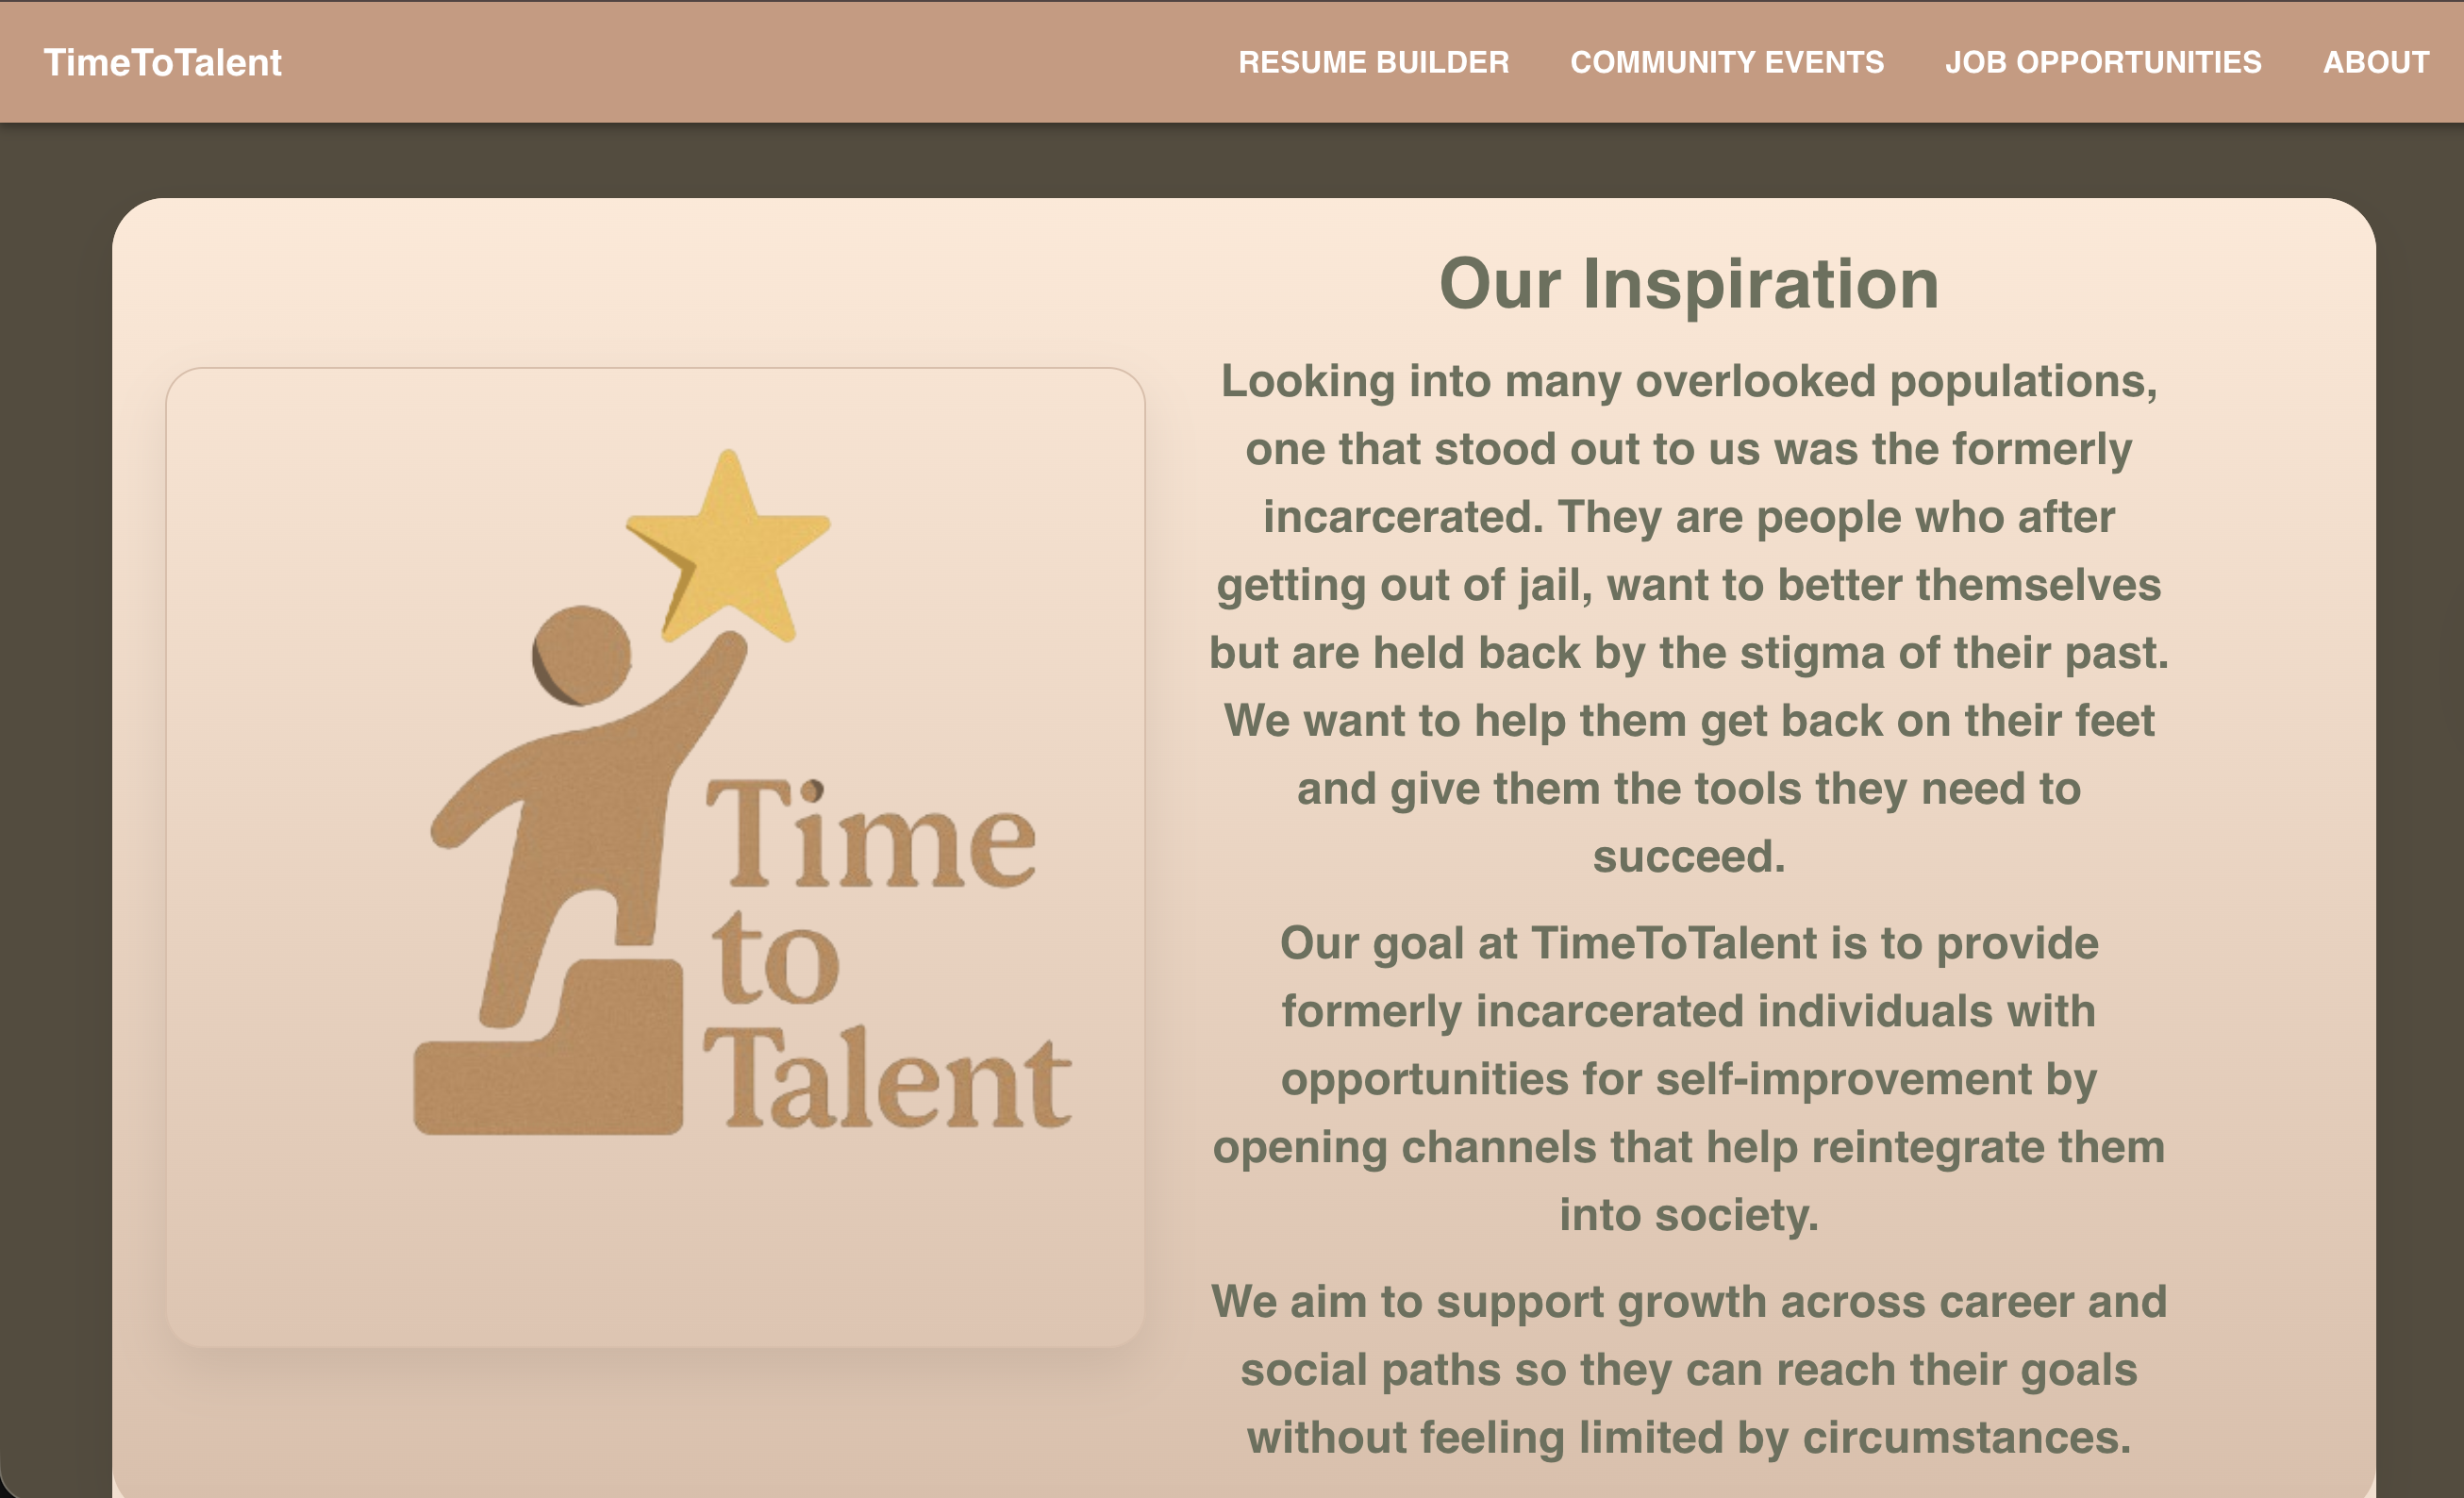 TimeToTalent
RESUME BUILDER
COMMUNITY EVENTS
JOB OPPORTUNITIES
ABOUT
Time
to
Talent
Our Inspiration
Looking into many overlooked populations,
one that stood out to us was the formerly
incarcerated. They are people who after
getting out of jail, want to better themselves
but are held back by the stigma of their past.
We want to help them get back on their feet
and give them the tools they need to
succeed.
Our goal at TimeToTalent is to provide
formerly incarcerated individuals with
opportunities for self-improvement by
opening channels that help reintegrate them
into society.
We aim to support growth across career and
social paths so they can reach their goals
without feeling limited by circumstances.